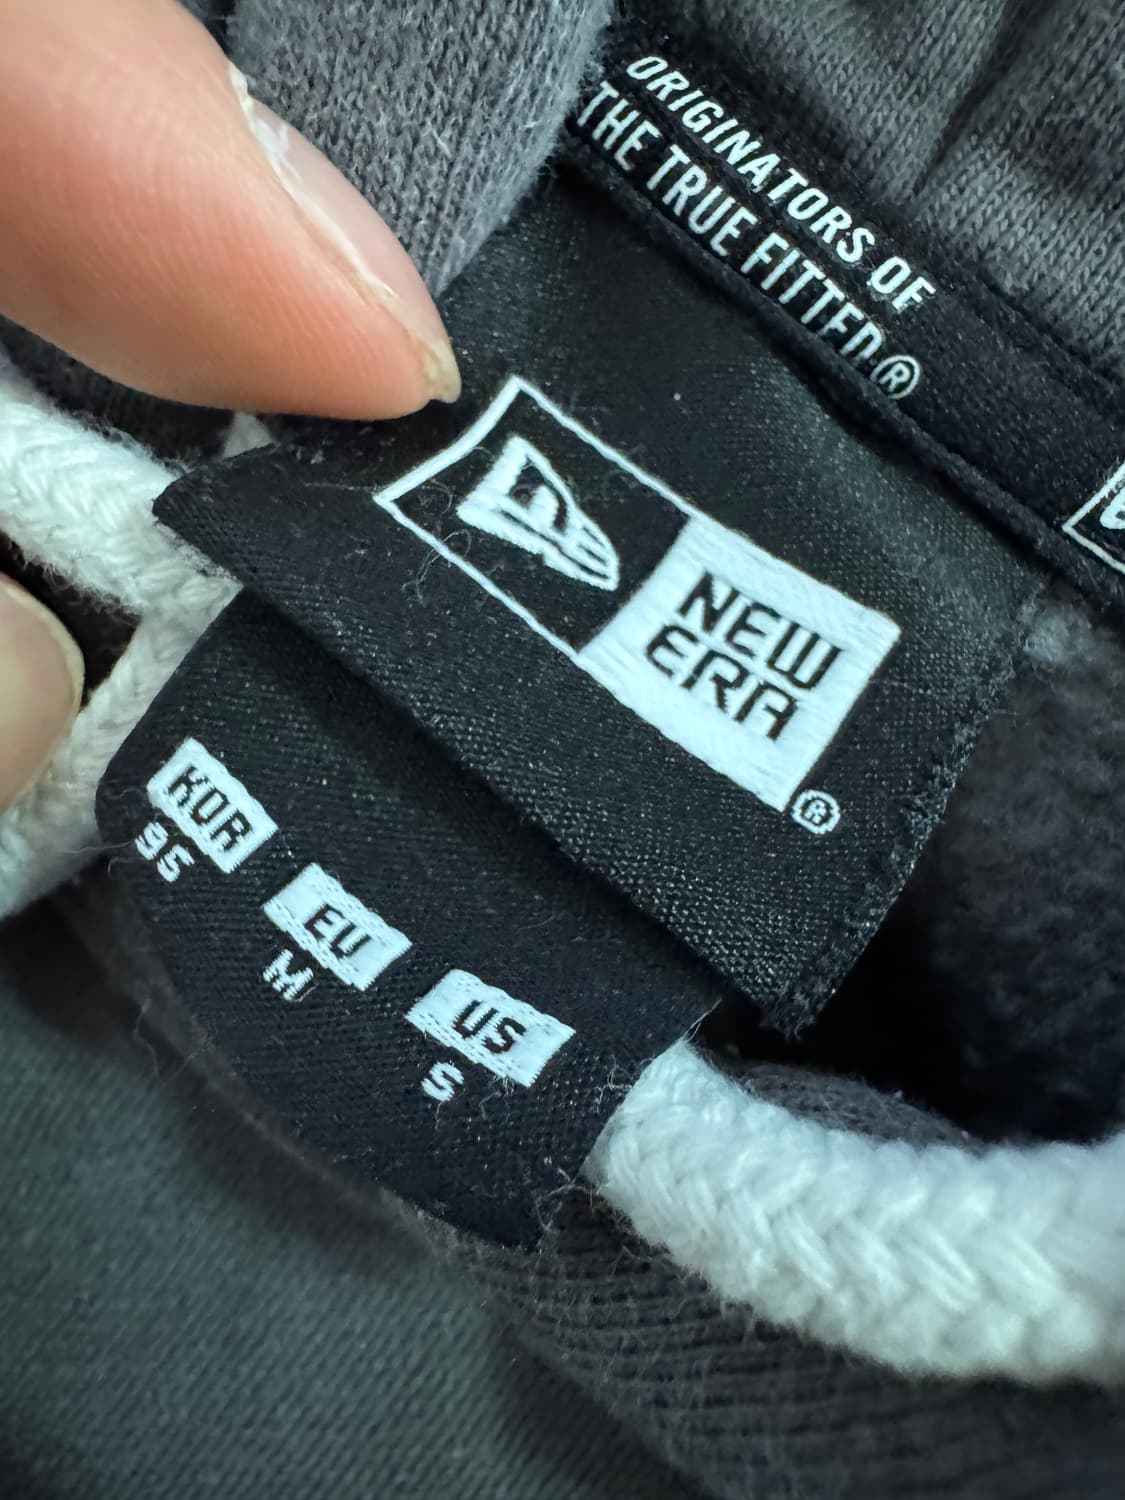 ORIGINATORS OF
THE TRUE FITTED®
NEW
ERA
®
KOR
95
EU
M
US
S